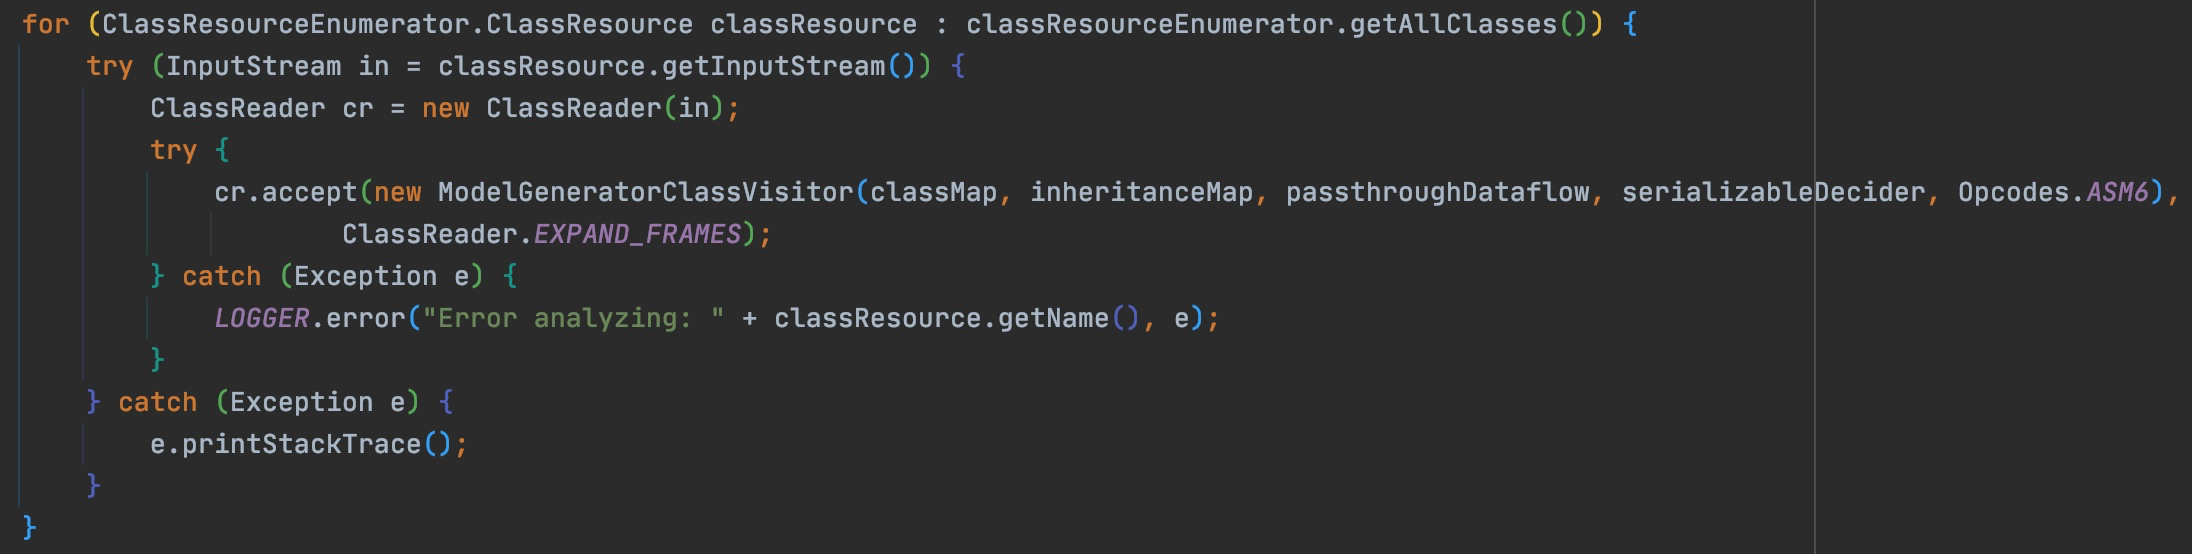 for (ClassResourceEnumerator.ClassResource classResource : classResourceEnumerator.getAllClasses()) {
    try (InputStream in = classResource.getInputStream()) {
        ClassReader cr = new ClassReader(in);
        try {
            cr.accept(new ModelGeneratorClassVisitor(classMap, inheritanceMap, passthroughDataflow, serializableDecider, Opcodes.ASM6),
                    ClassReader.EXPAND_FRAMES);
        } catch (Exception e) {
            LOGGER.error("Error analyzing: " + classResource.getName(), e);
        }
    } catch (Exception e) {
        e.printStackTrace();
    }
}